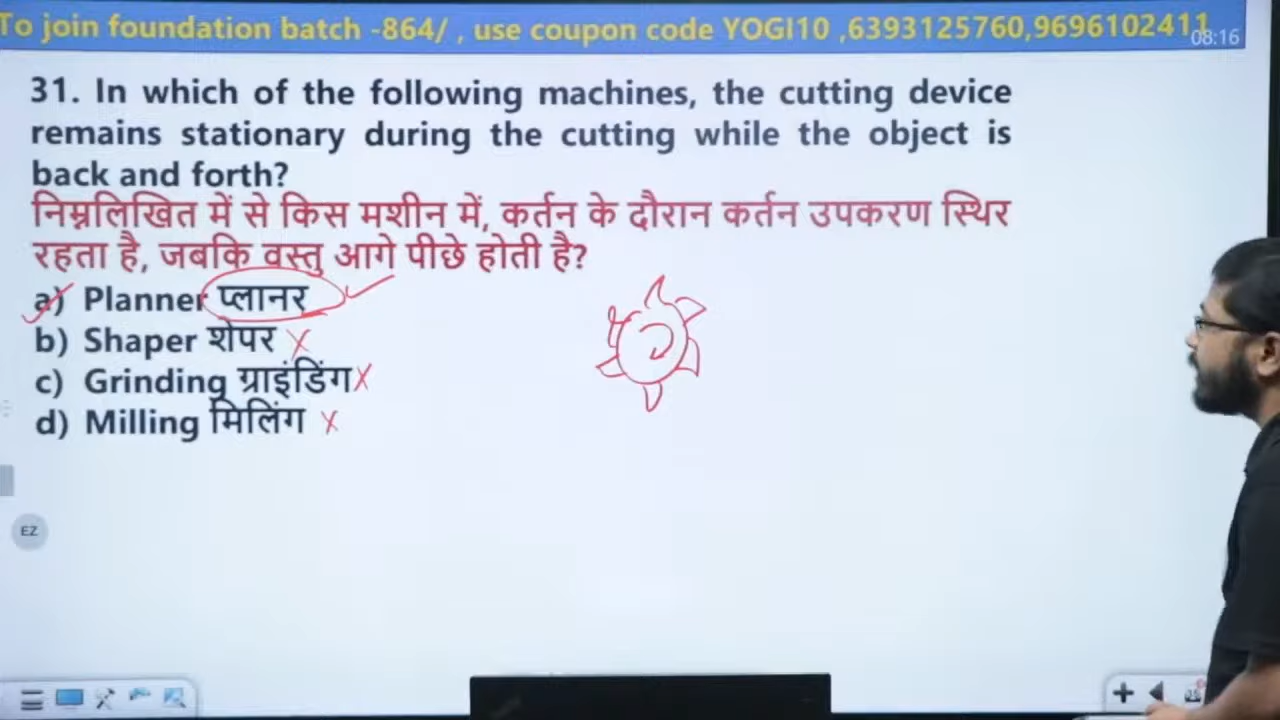 To join foundation batch -864/ , use coupon code YOGI10 ,6393125760,9696102411
08:16
31. In which of the following machines, the cutting device
remains stationary during the cutting while the object is
back and forth?
निम्नलिखित में से किस मशीन में, कर्तन के दौरान कर्तन उपकरण स्थिर
रहता है, जबकि वस्तु आगे पीछे होती है?
a) Planner प्लानर
b) Shaper शेपर
c) Grinding ग्राइंडिंग
d) Milling मिलिंग
EZ